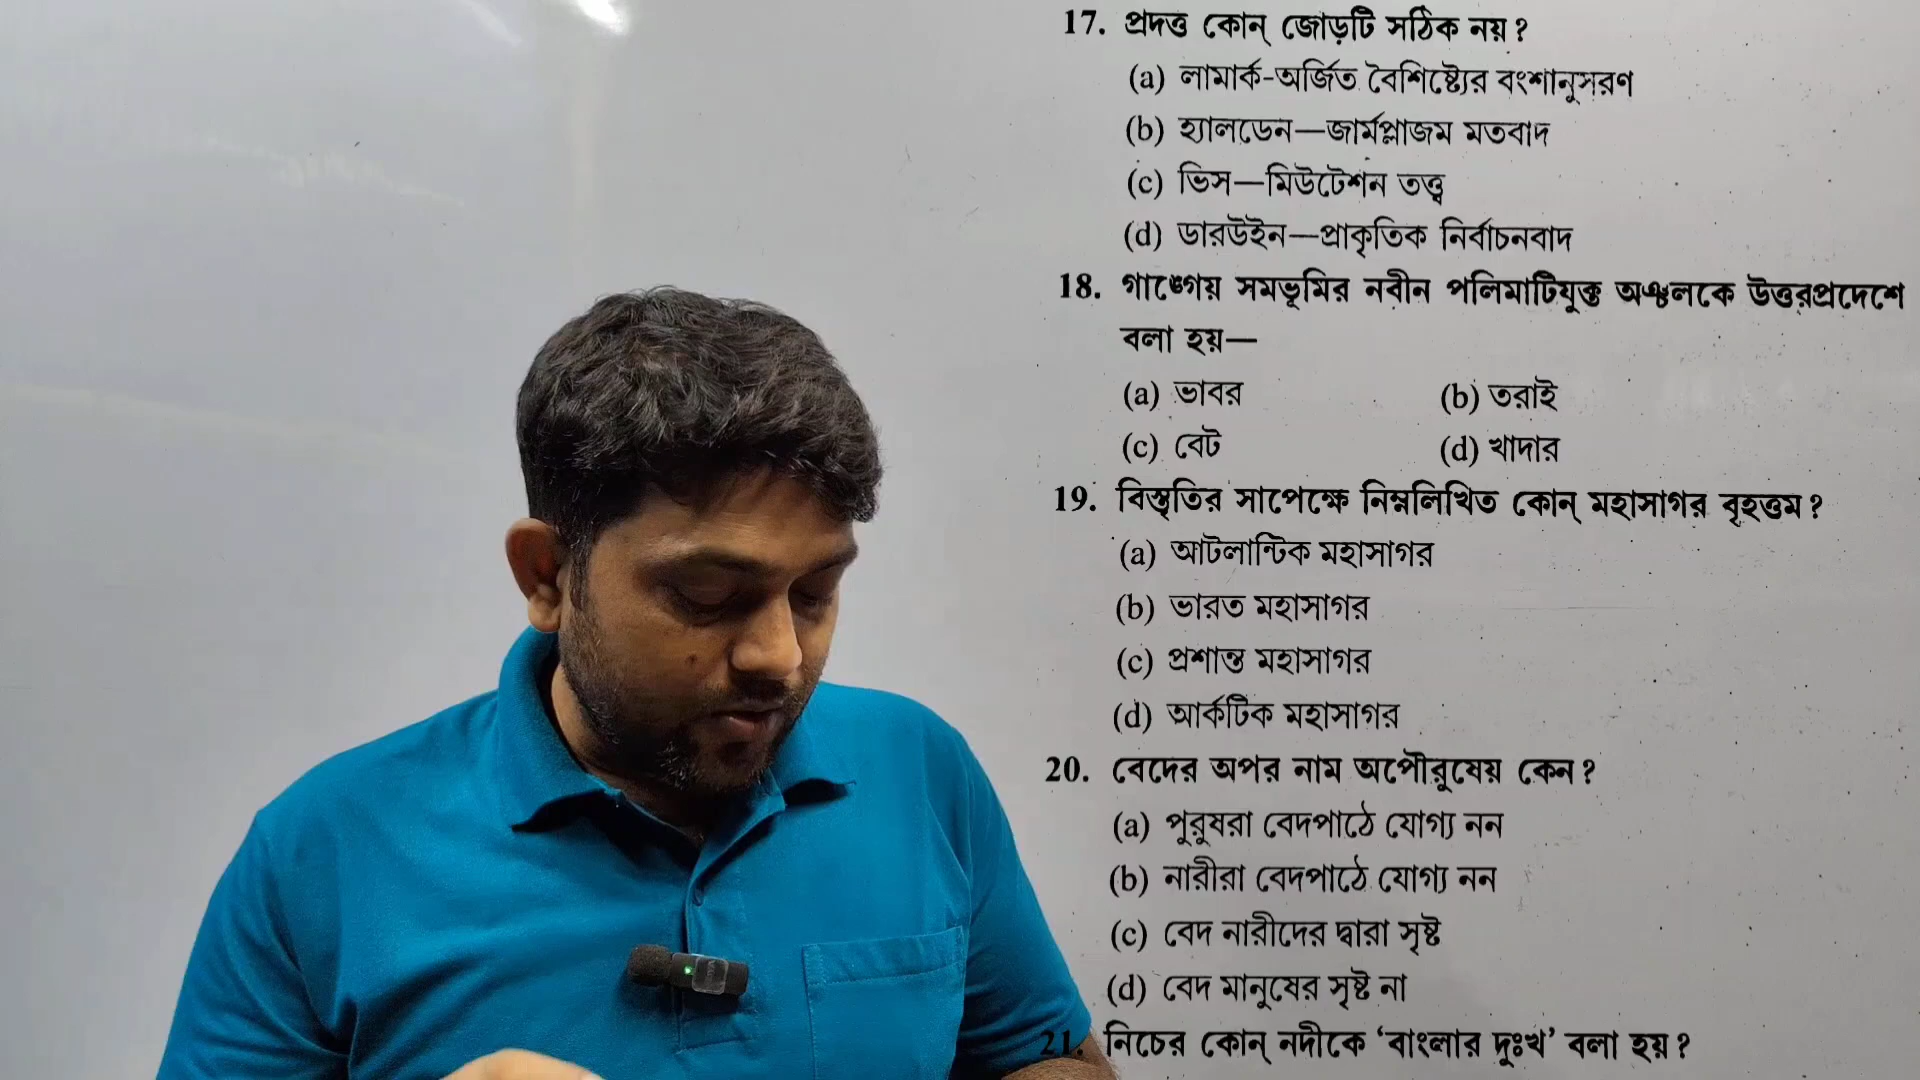 17. প্রদত্ত কোন্ জোড়টি সঠিক নয়?
(a) লামার্ক-অর্জিত বৈশিষ্ট্যের বংশানুসরণ
(b) হ্যালডেন—জার্মপ্লাজম মতবাদ
(c) ভিস—মিউটেশন তত্ত্ব
(d) ডারউইন—প্রাকৃতিক নির্বাচনবাদ
18. গাঙ্গেয় সমভূমির নবীন পলিমাটিযুক্ত অঞ্চলকে উত্তরপ্রদেশে
বলা হয়—
(a) ভাবর (b) তরাই
(c) বেট (d) খাদার
19. বিস্তৃতির সাপেক্ষে নিম্নলিখিত কোন্ মহাসাগর বৃহত্তম?
(a) আটলান্টিক মহাসাগর
(b) ভারত মহাসাগর
(c) প্রশান্ত মহাসাগর
(d) আর্কটিক মহাসাগর
20. বেদের অপর নাম অপৌরুষেয় কেন?
(a) পুরুষরা বেদপাঠে যোগ্য নন
(b) নারীরা বেদপাঠে যোগ্য নন
(c) বেদ নারীদের দ্বারা সৃষ্ট
(d) বেদ মানুষের সৃষ্ট না
21. নিচের কোন্ নদীকে ‘বাংলার দুঃখ’ বলা হয়?